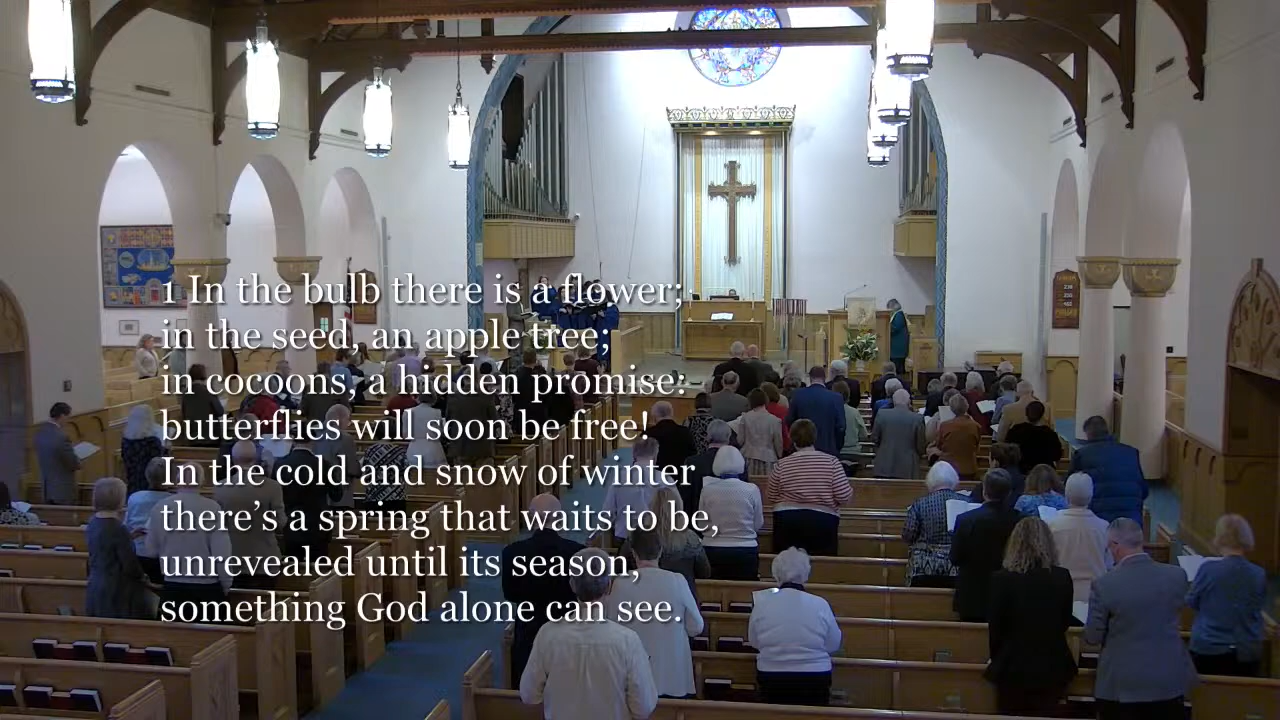 1 In the bulb there is a flower;
in the seed, an apple tree;
in cocoons, a hidden promise:
butterflies will soon be free!
In the cold and snow of winter
there’s a spring that waits to be,
unrevealed until its season,
something God alone can see.